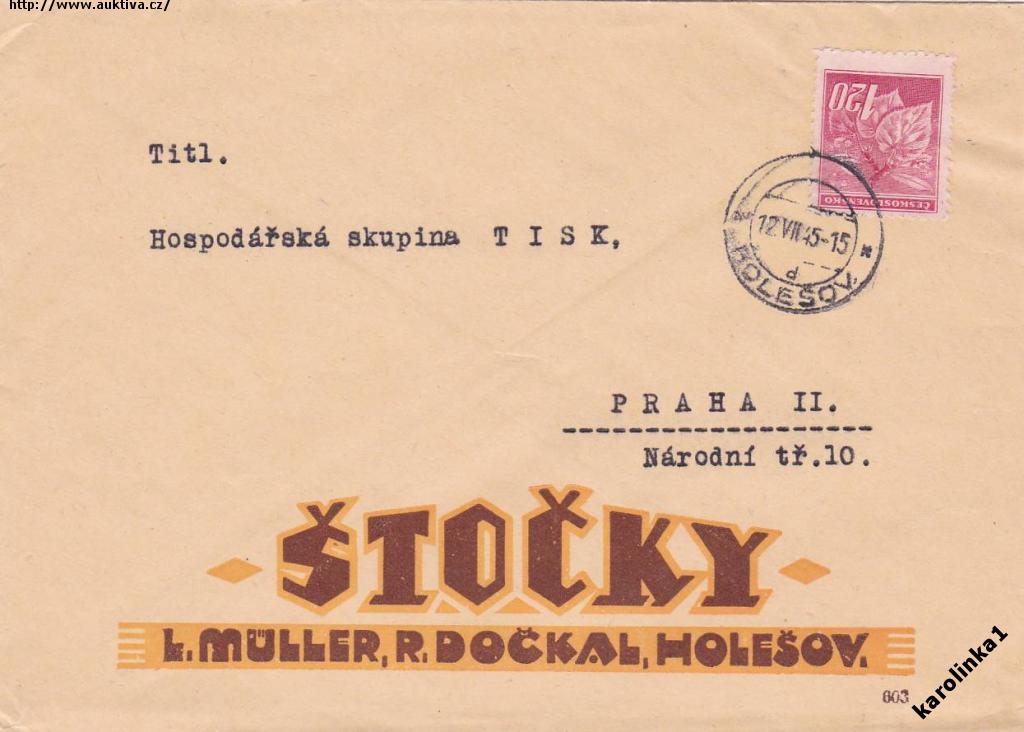 http://www.auktiva.cz/
1.20
ČESKOSLOVENSKO
Titl.
12.VII.45-15
d
HOLEŠOV.
Hospodářská skupina T I S K,
P R A H A II.
Národní tř.10.
ŠTOČKY
L. MÜLLER, R. DOČKAL, HOLEŠOV.
603
karolinka1